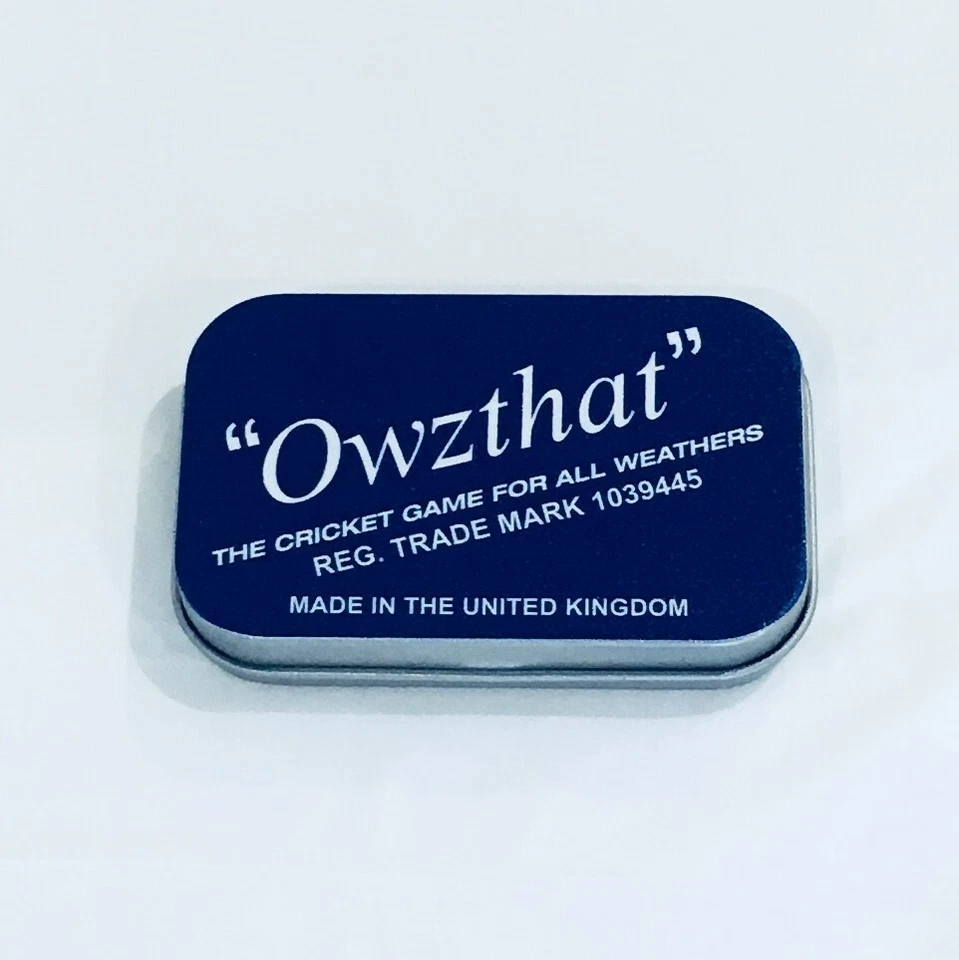 “Owzthat”
THE CRICKET GAME FOR ALL WEATHERS
REG. TRADE MARK 1039445
MADE IN THE UNITED KINGDOM